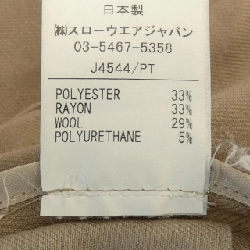 日本製
㈱スローウエアジャパン
03-5467-5358
J4544/PT
POLYESTER 33%
RAYON 33%
WOOL 29%
POLYURETHANE 5%